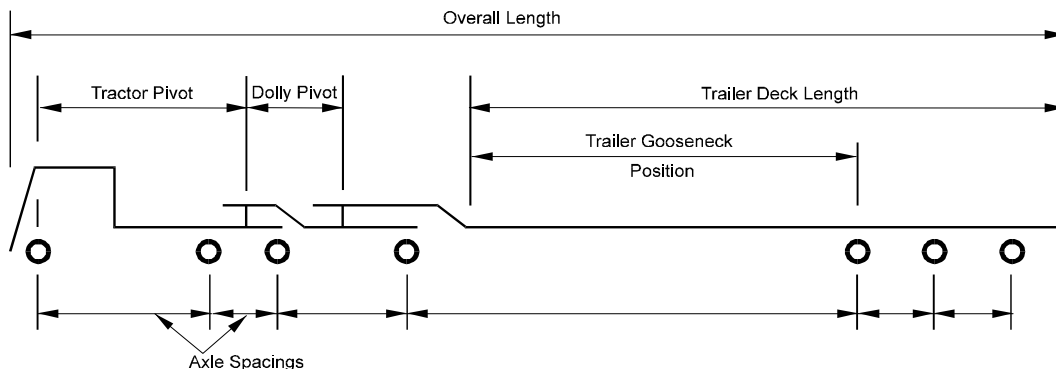 Overall Length
Tractor Pivot
Dolly Pivot
Trailer Deck Length
Trailer Gooseneck
Position
Axle Spacings